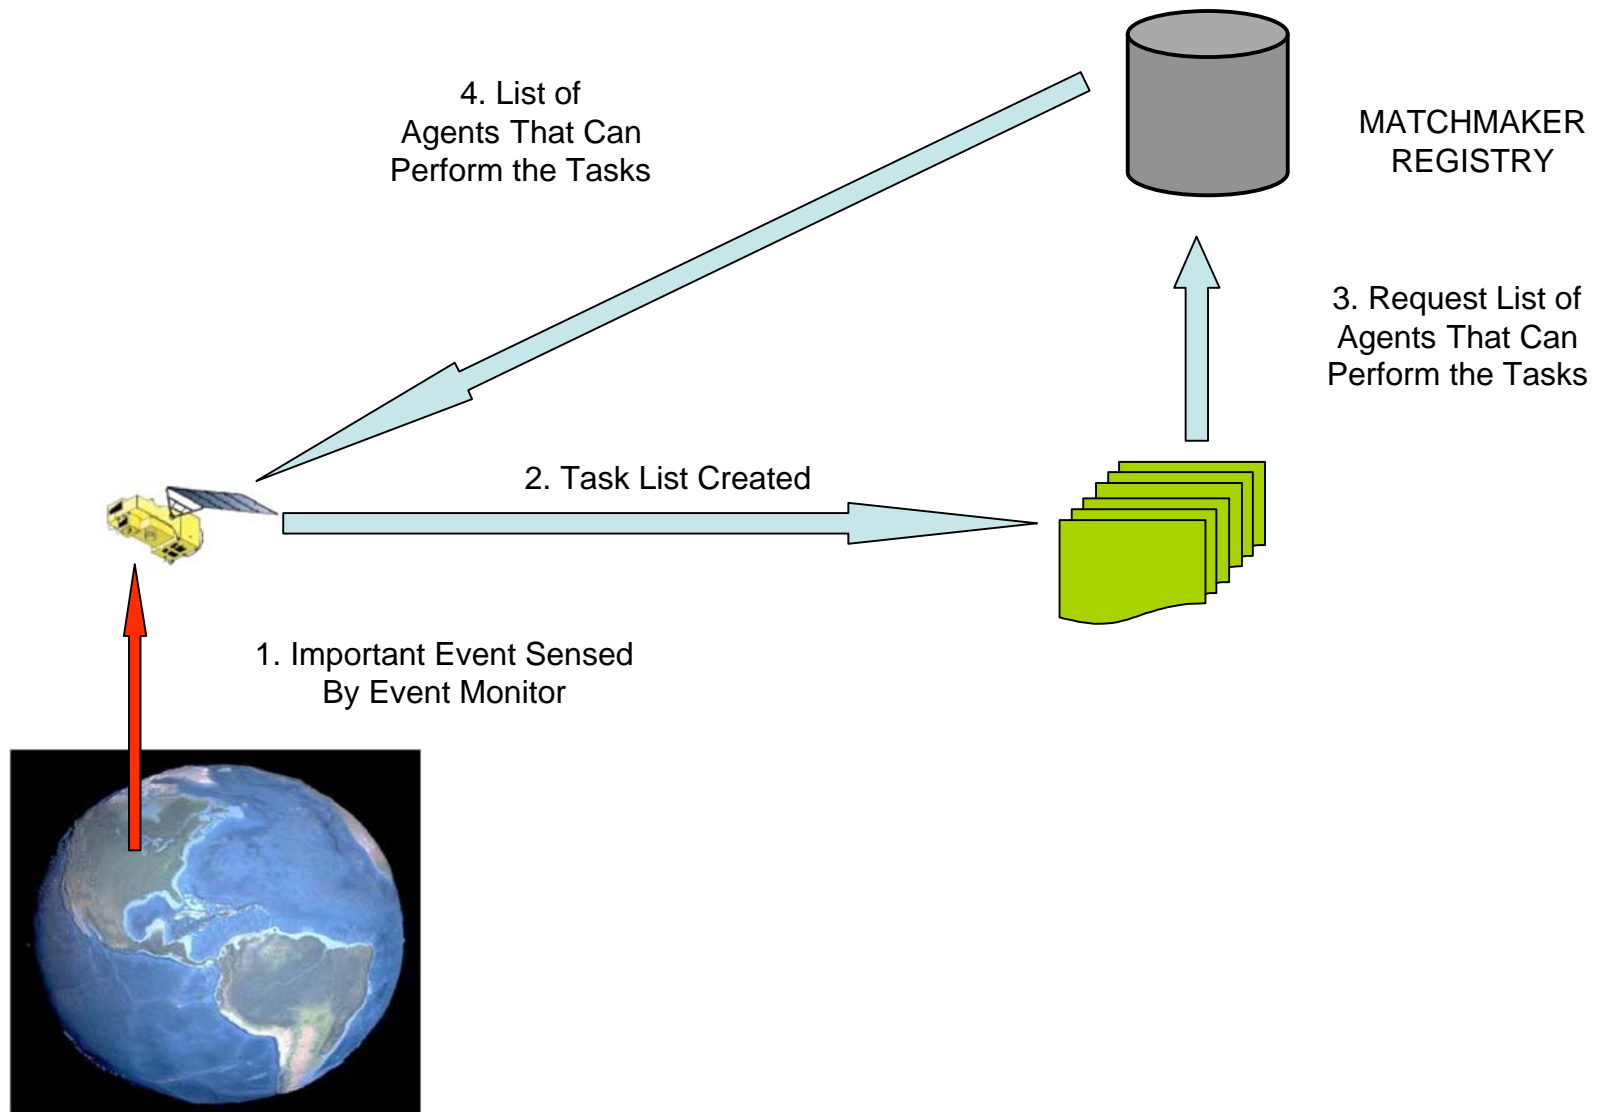 4. List of
Agents That Can
Perform the Tasks
MATCHMAKER
REGISTRY
3. Request List of
Agents That Can
Perform the Tasks
2. Task List Created
1. Important Event Sensed
By Event Monitor